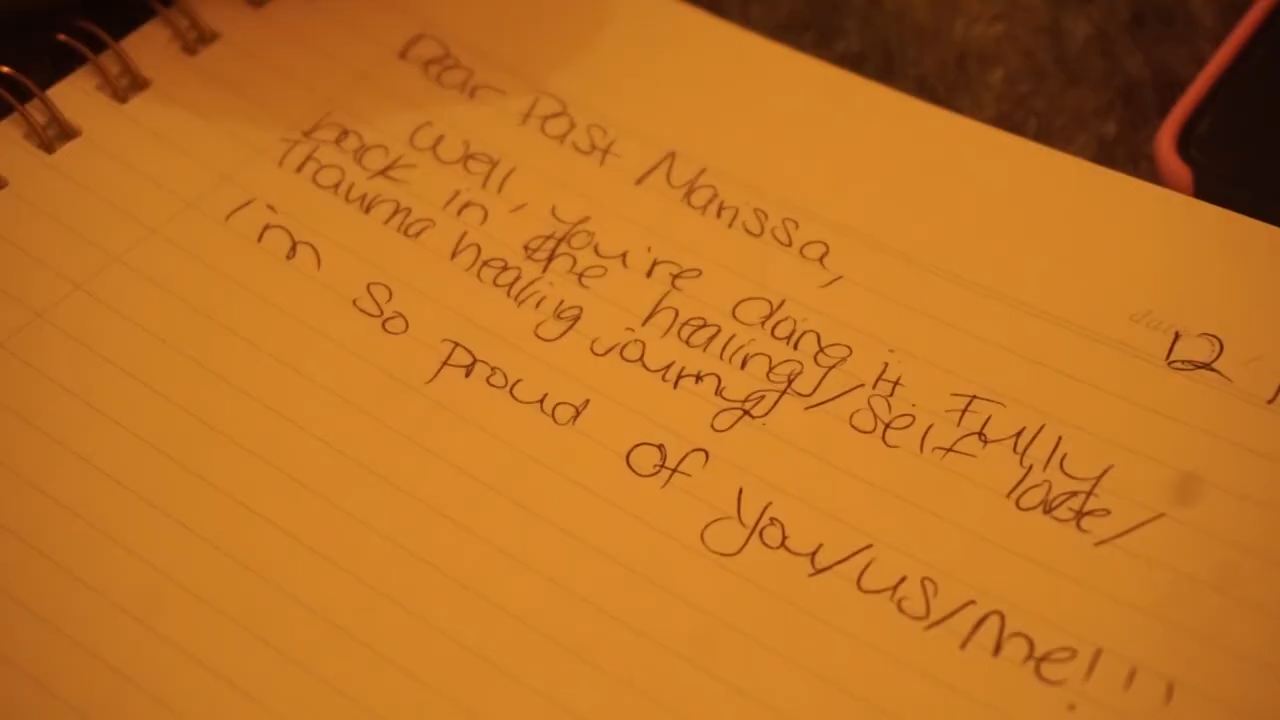 12
Dear Past Marissa,
Well, you're doing it. Fully
back in the healing/self love/
trauma healing journey.
i'm so proud of you/us/me!!!